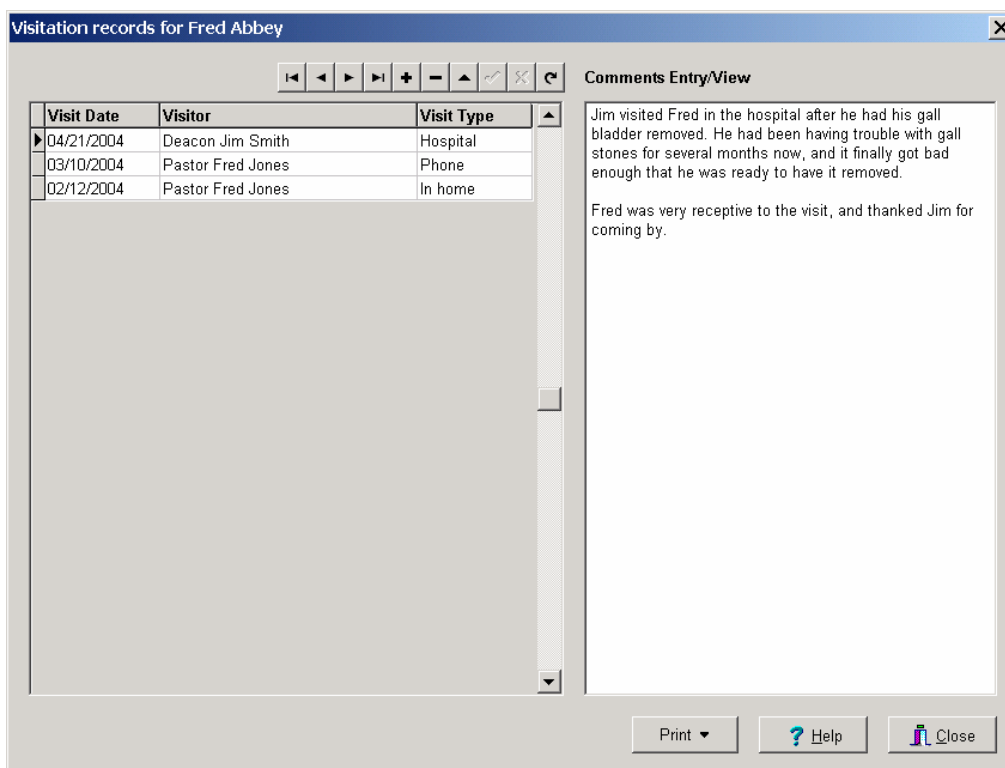 Visitation records for Fred Abbey
Comments Entry/View
Visit Date Visitor Visit Type
04/21/2004 Deacon Jim Smith Hospital
03/10/2004 Pastor Fred Jones Phone
02/12/2004 Pastor Fred Jones In home
Jim visited Fred in the hospital after he had his gall
bladder removed. He had been having trouble with gall
stones for several months now, and it finally got bad
enough that he was ready to have it removed.
Fred was very receptive to the visit, and thanked Jim for
coming by.
Print Help Close